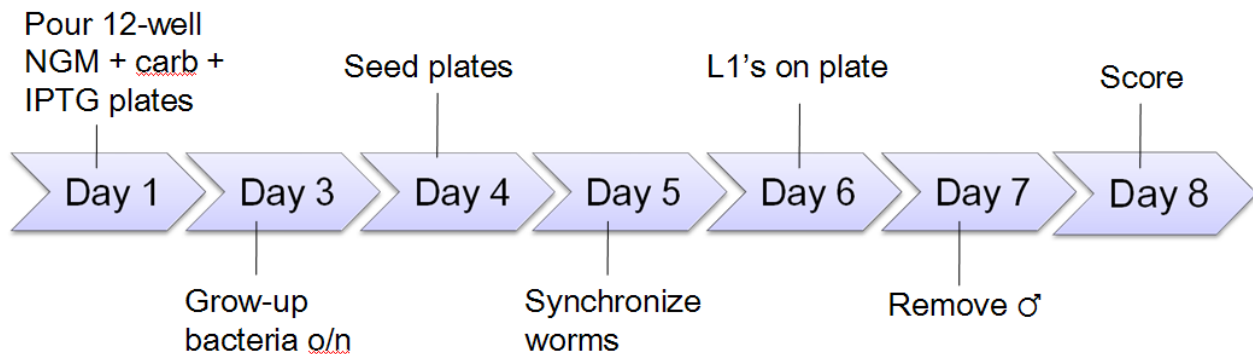 Pour 12-well
NGM + carb +
IPTG plates
Seed plates
L1's on plate
Score
Day 1
Day 3
Day 4
Day 5
Day 6
Day 7
Day 8
Grow-up
bacteria o/n
Synchronize
worms
Remove ♂